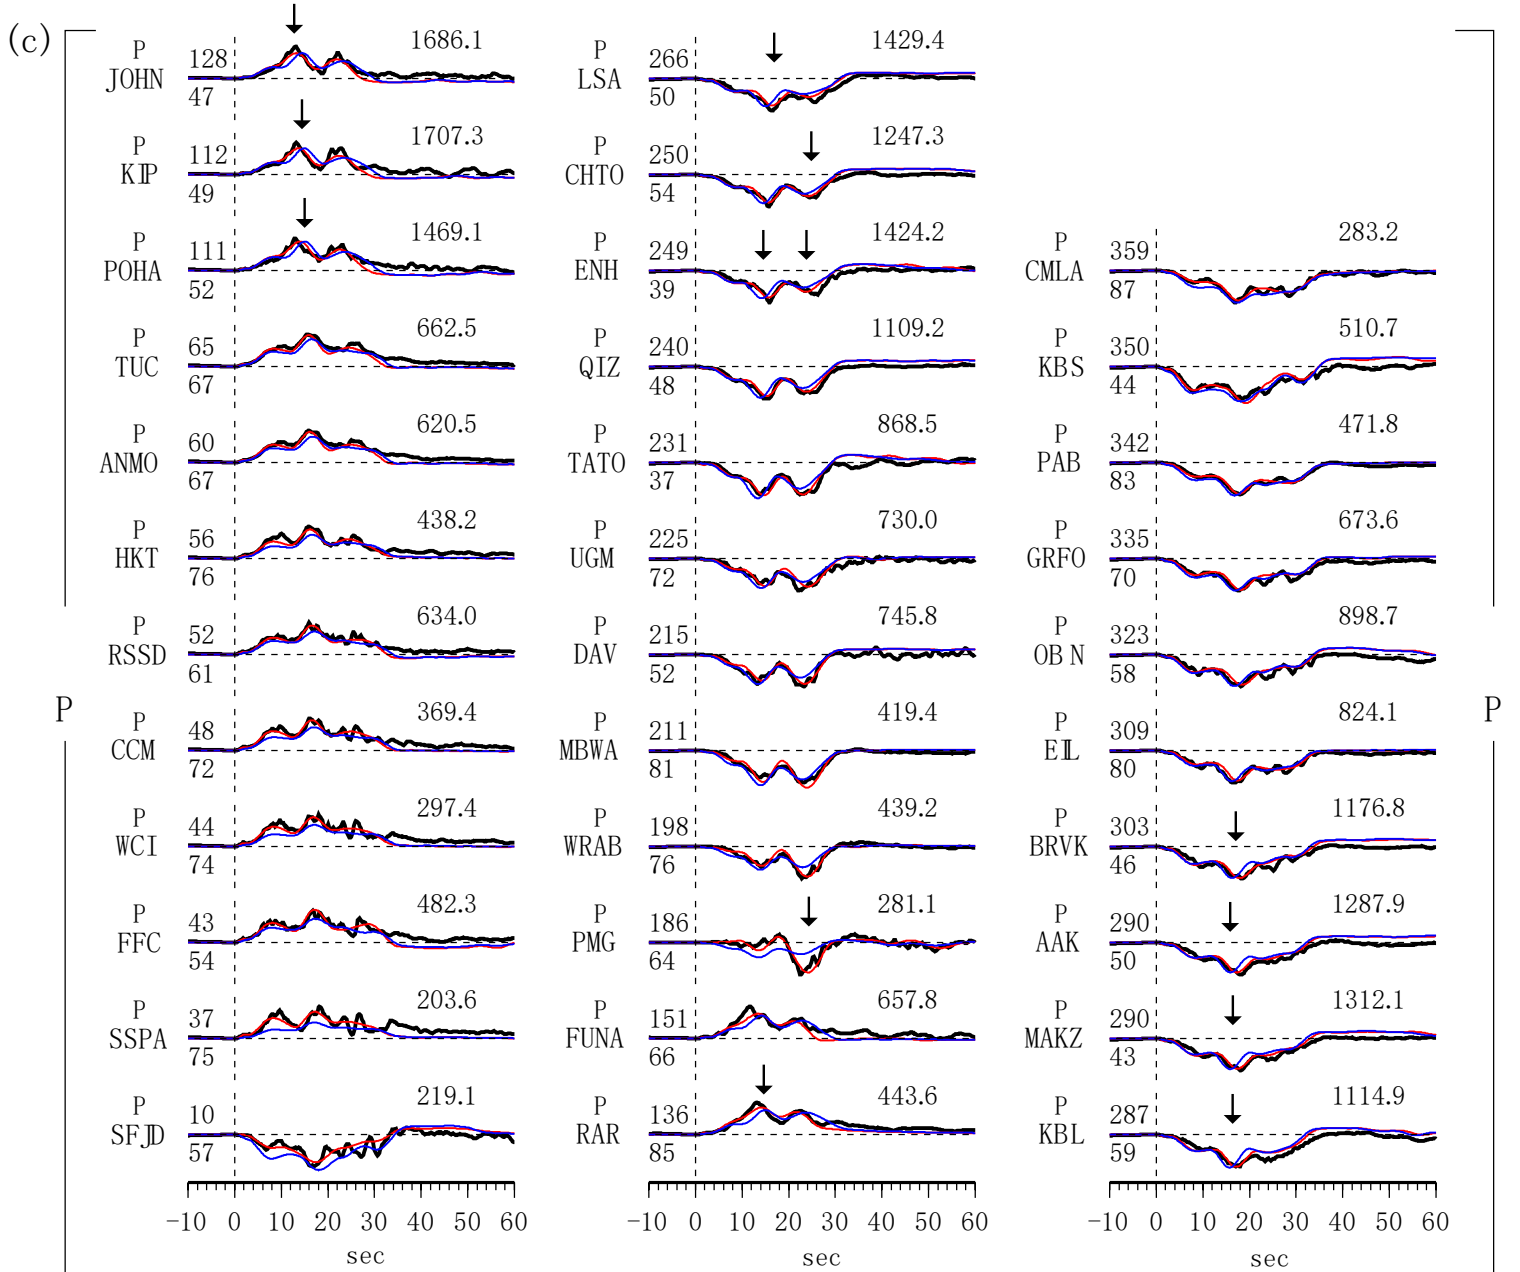 (c)
P
JOHN
128
47
1686.1
P
KIP
112
49
1707.3
P
POHA
111
52
1469.1
P
TUC
65
67
662.5
P
ANMO
60
67
620.5
P
HKT
56
76
438.2
P
RSSD
52
61
634.0
P
CCM
48
72
369.4
P
WCI
44
74
297.4
P
FFC
43
54
482.3
P
SSPA
37
75
203.6
P
SFJD
10
57
219.1
-10 0 10 20 30 40 50 60
sec
P
LSA
266
50
1429.4
P
CHTO
250
54
1247.3
P
ENH
249
39
1424.2
P
QIZ
240
48
1109.2
P
TATO
231
37
868.5
P
UGM
225
72
730.0
P
DAV
215
52
745.8
P
MBWA
211
81
419.4
P
WRAB
198
76
439.2
P
PMG
186
64
281.1
P
FUNA
151
66
657.8
P
RAR
136
85
443.6
-10 0 10 20 30 40 50 60
sec
P
CMLA
359
87
283.2
P
KBS
350
44
510.7
P
PAB
342
83
471.8
P
GRFO
335
70
673.6
P
OBN
323
58
898.7
P
EIL
309
80
824.1
P
BRVK
303
46
1176.8
P
AAK
290
50
1287.9
P
MAKZ
290
43
1312.1
P
KBL
287
59
1114.9
-10 0 10 20 30 40 50 60
sec
P
P